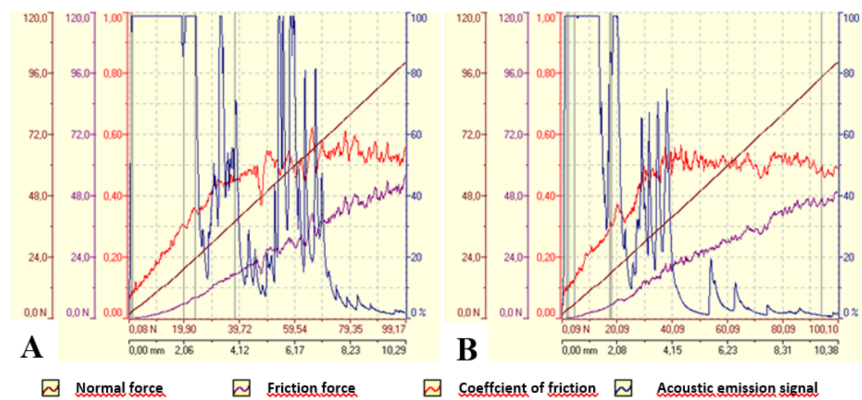 120,0 120,0 1,00 100 120,0 120,0 1,00 100
96,0 96,0 0,80 80 96,0 96,0 0,80 80
72,0 72,0 0,60 60 72,0 72,0 0,60 60
48,0 48,0 0,40 40 48,0 48,0 0,40 40
24,0 24,0 0,20 20 24,0 24,0 0,20 20
0,0 N 0,0 N 0,00 0 % 0,0 N 0,0 N 0,00 0 %
0,08 N 19,90 39,72 59,54 79,35 99,17 0,09 N 20,09 40,09 60,09 80,09 100,10
A 0,00 mm 2,06 4,12 6,17 8,23 10,29 B 0,00 mm 2,08 4,15 6,23 8,31 10,38
Normal force Friction force Coeffcient of friction Acoustic emission signal